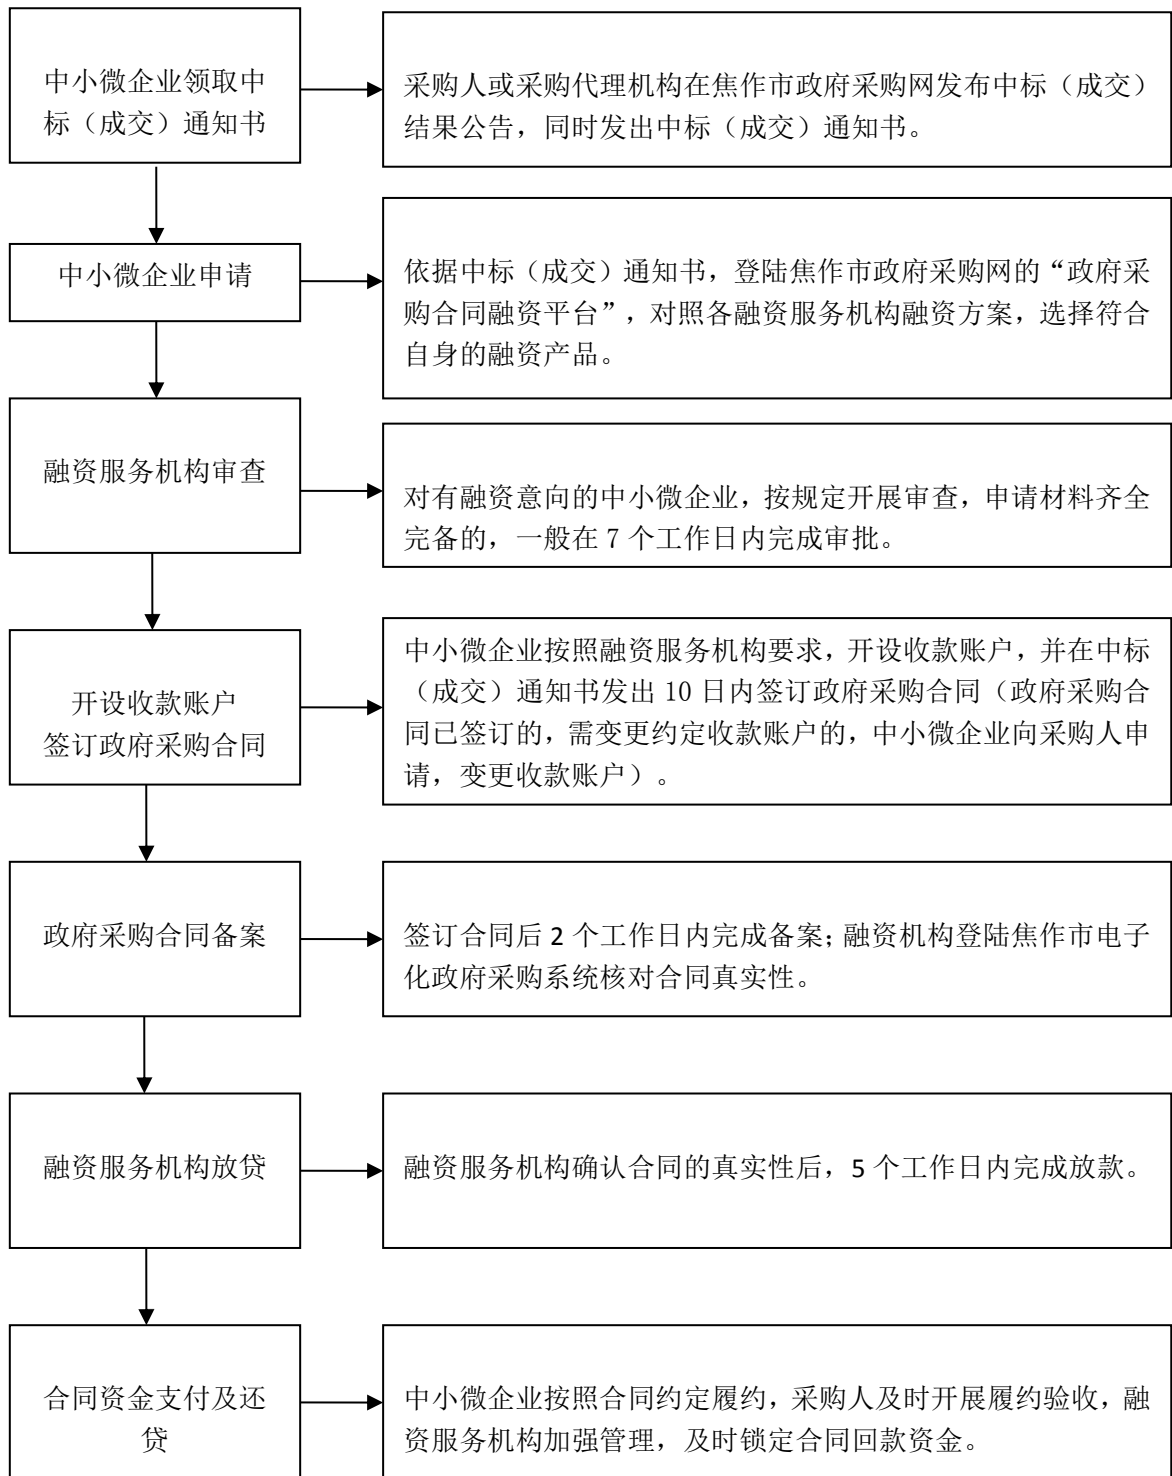 中小微企业领取中
标（成交）通知书
采购人或采购代理机构在焦作市政府采购网发布中标（成交）
结果公告，同时发出中标（成交）通知书。
中小微企业申请
依据中标（成交）通知书，登陆焦作市政府采购网的“政府采
购合同融资平台”，对照各融资服务机构融资方案，选择符合
自身的融资产品。
融资服务机构审查
对有融资意向的中小微企业，按规定开展审查，申请材料齐全
完备的，一般在 7 个工作日内完成审批。
开设收款账户
签订政府采购合同
中小微企业按照融资服务机构要求，开设收款账户，并在中标
（成交）通知书发出 10 日内签订政府采购合同（政府采购合
同已签订的，需变更约定收款账户的，中小微企业向采购人申
请，变更收款账户）。
政府采购合同备案
签订合同后 2 个工作日内完成备案；融资机构登陆焦作市电子
化政府采购系统核对合同真实性。
融资服务机构放贷
融资服务机构确认合同的真实性后，5 个工作日内完成放款。
合同资金支付及还
贷
中小微企业按照合同约定履约，采购人及时开展履约验收，融
资服务机构加强管理，及时锁定合同回款资金。